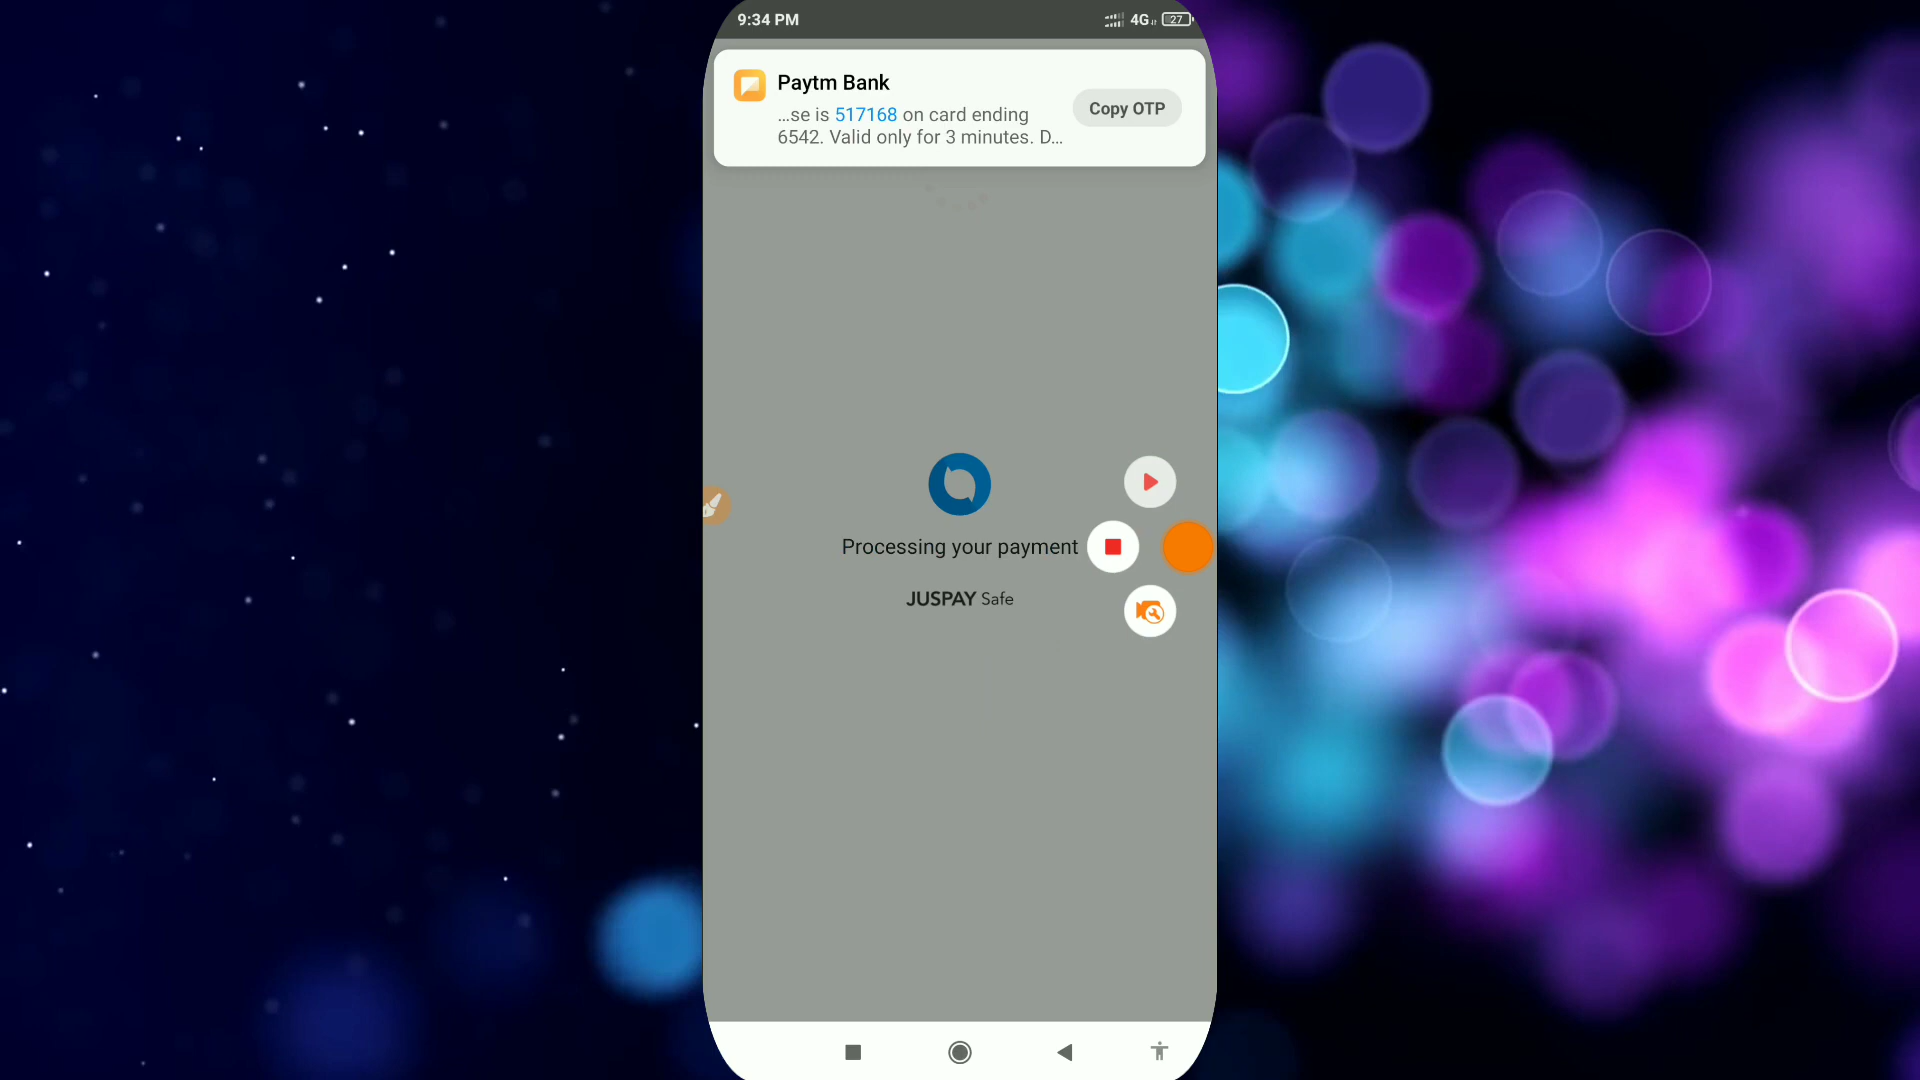 9:34 PM
4G
27
Paytm Bank
...se is 517168 on card ending
6542. Valid only for 3 minutes. D...
Copy OTP
Processing your payment
JUSPAY Safe